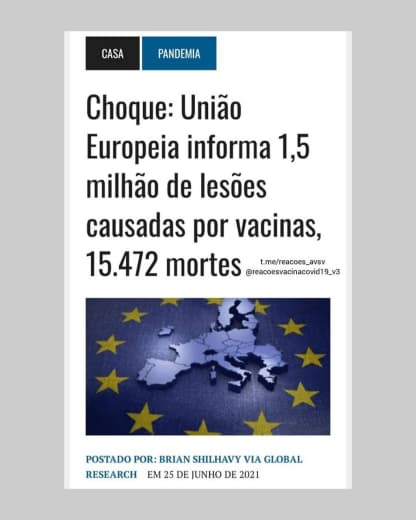 CASA
PANDEMIA
Choque: União
Europeia informa 1,5
milhão de lesões
causadas por vacinas,
15.472 mortes
t.me/reacoes_avsv
@reacoesvacinacovid19_v3
POSTADO POR: BRIAN SHILHAVY VIA GLOBAL
RESEARCH EM 25 DE JUNHO DE 2021